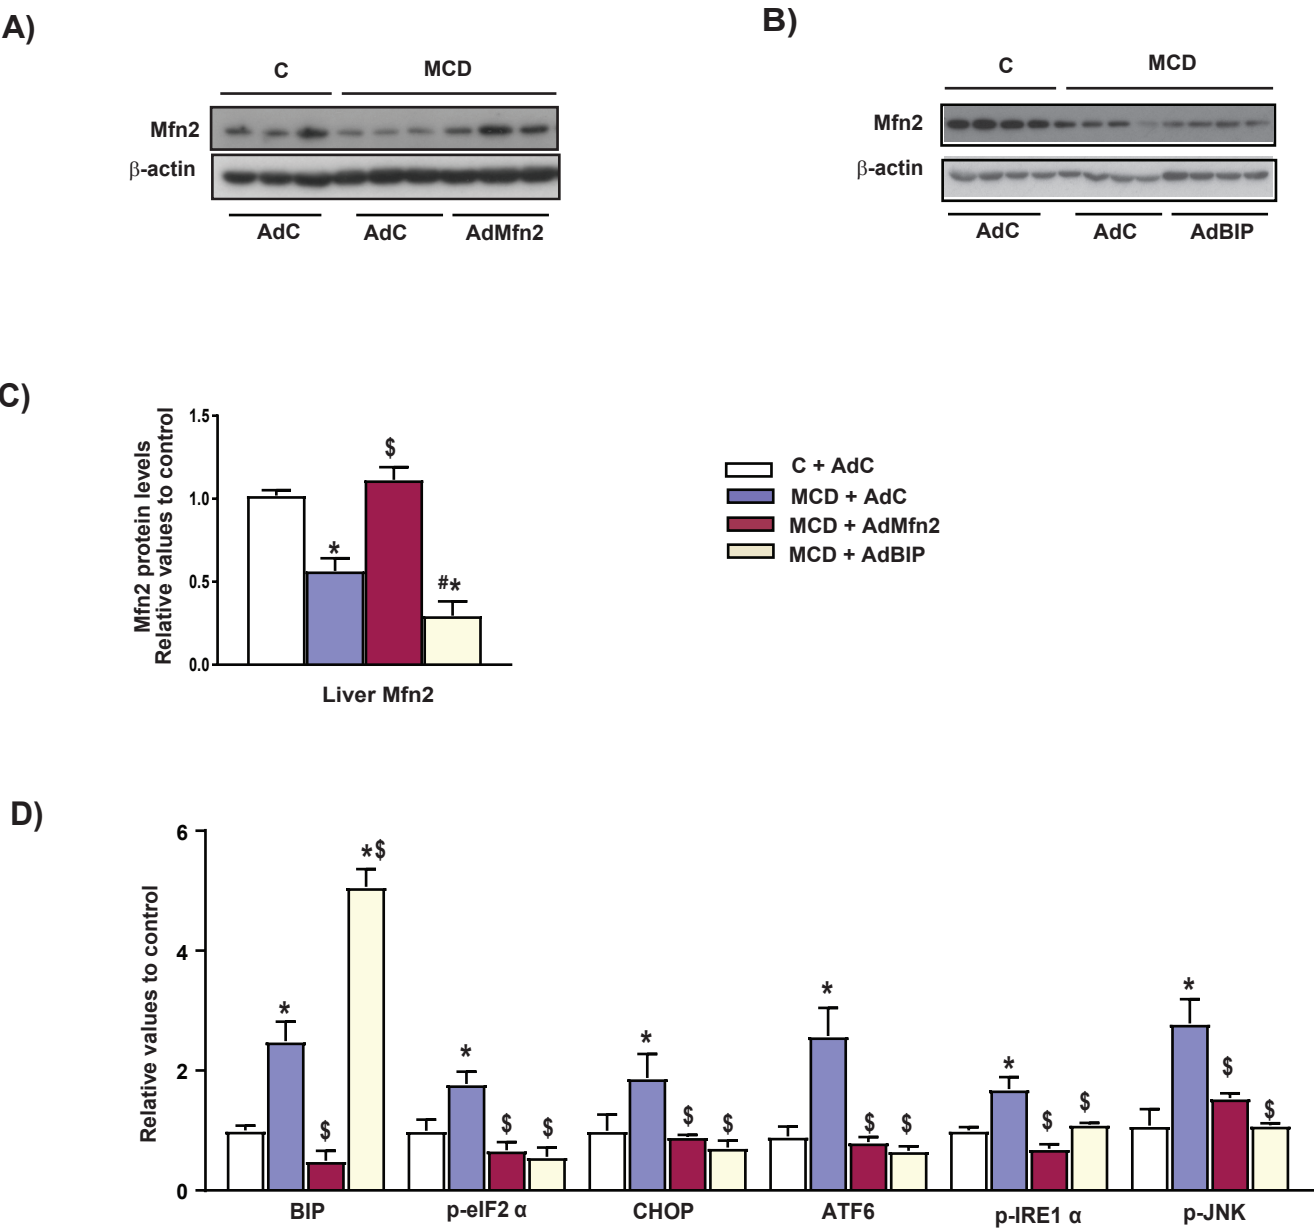 A)
C MCD
Mfn2
β-actin
AdC AdC AdMfn2
B)
C MCD
Mfn2
β-actin
AdC AdC AdBIP
C)
Mfn2 protein levels
Relative values to control
1.5
1.0
0.5
0.0
*
$
#*
Liver Mfn2
C + AdC
MCD + AdC
MCD + AdMfn2
MCD + AdBIP
D)
Relative values to control
6
4
2
0
* $ *$
* $ $
* $ $
* $ $
* $ $
* $ $
BIP p-eIF2 α CHOP ATF6 p-IRE1 α p-JNK